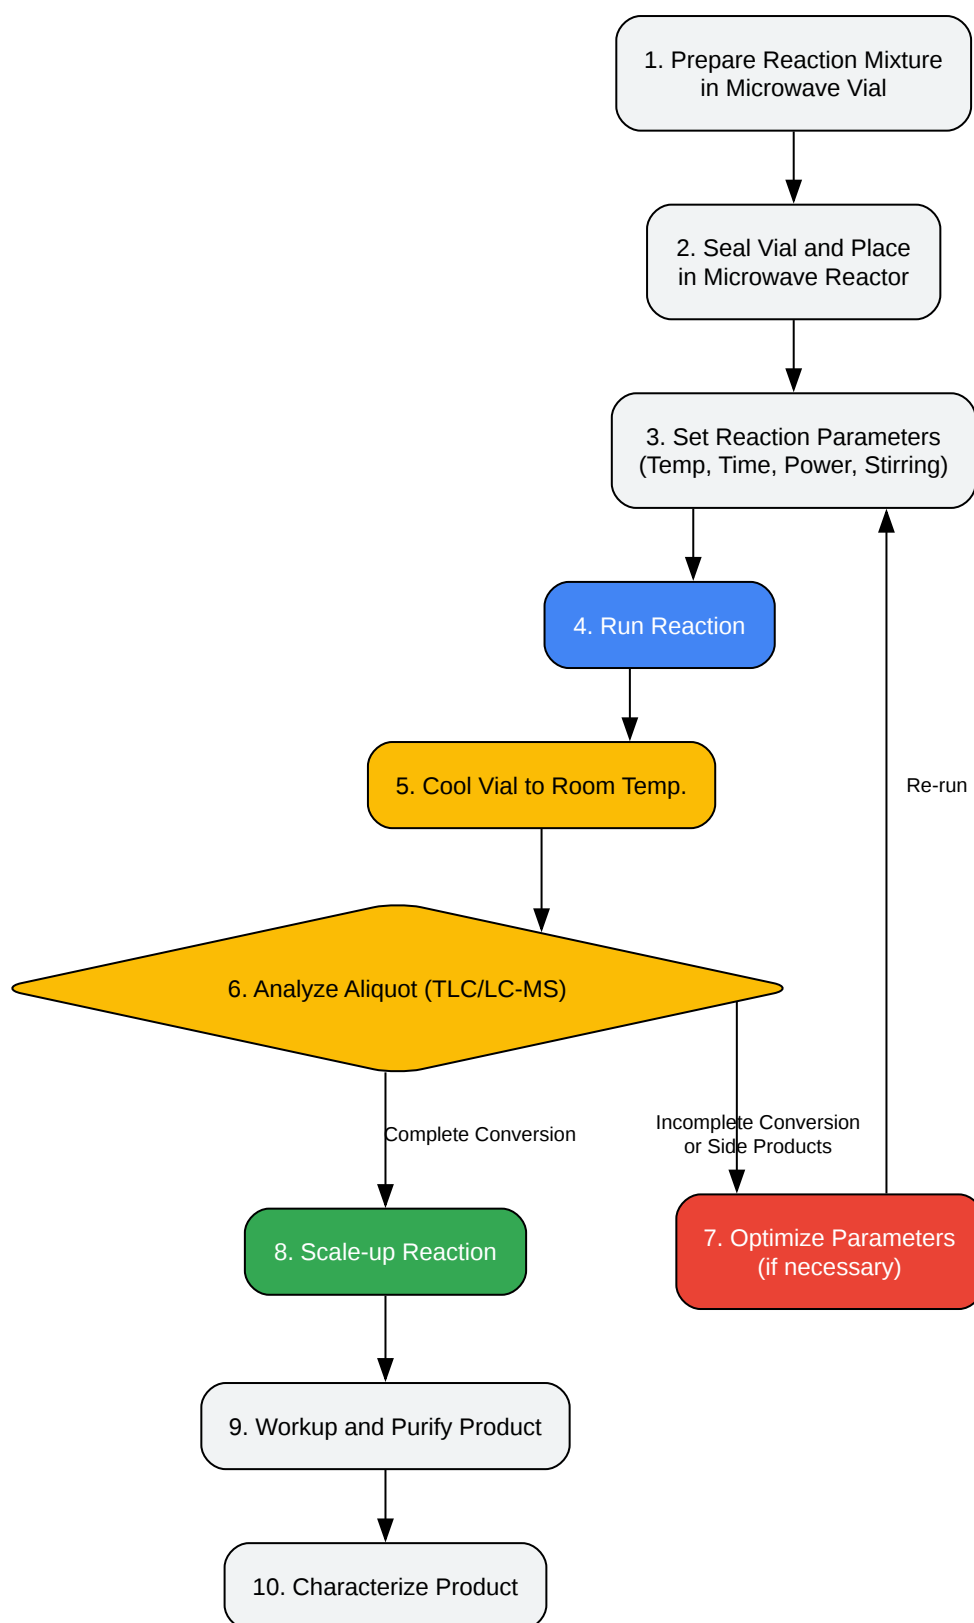 1. Prepare Reaction Mixture
in Microwave Vial
2. Seal Vial and Place
in Microwave Reactor
3. Set Reaction Parameters
(Temp, Time, Power, Stirring)
4. Run Reaction
5. Cool Vial to Room Temp.
Re-run
6. Analyze Aliquot (TLC/LC-MS)
Complete Conversion
Incomplete Conversion
or Side Products
7. Optimize Parameters
(if necessary)
8. Scale-up Reaction
9. Workup and Purify Product
10. Characterize Product